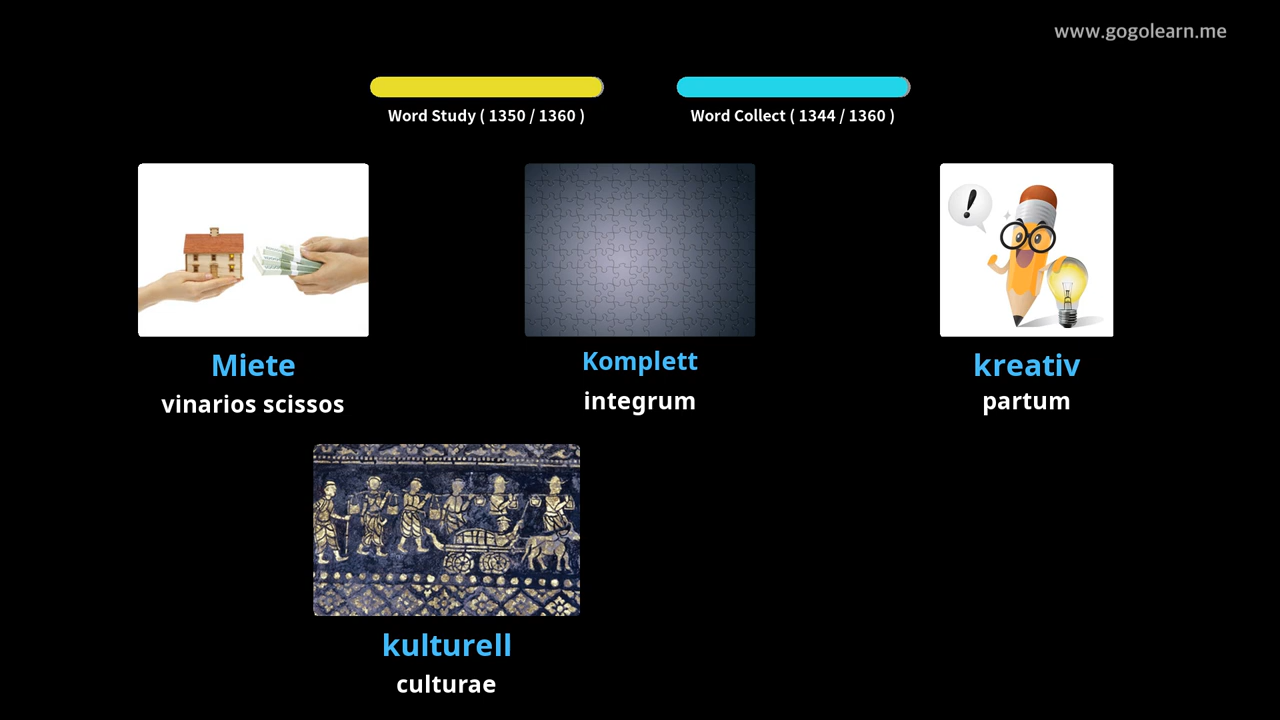 www.gogolearn.me
Word Study ( 1350 / 1360 )
Word Collect ( 1344 / 1360 )
Miete
vinarios scissos
Komplett
integrum
!
kreativ
partum
kulturell
culturae